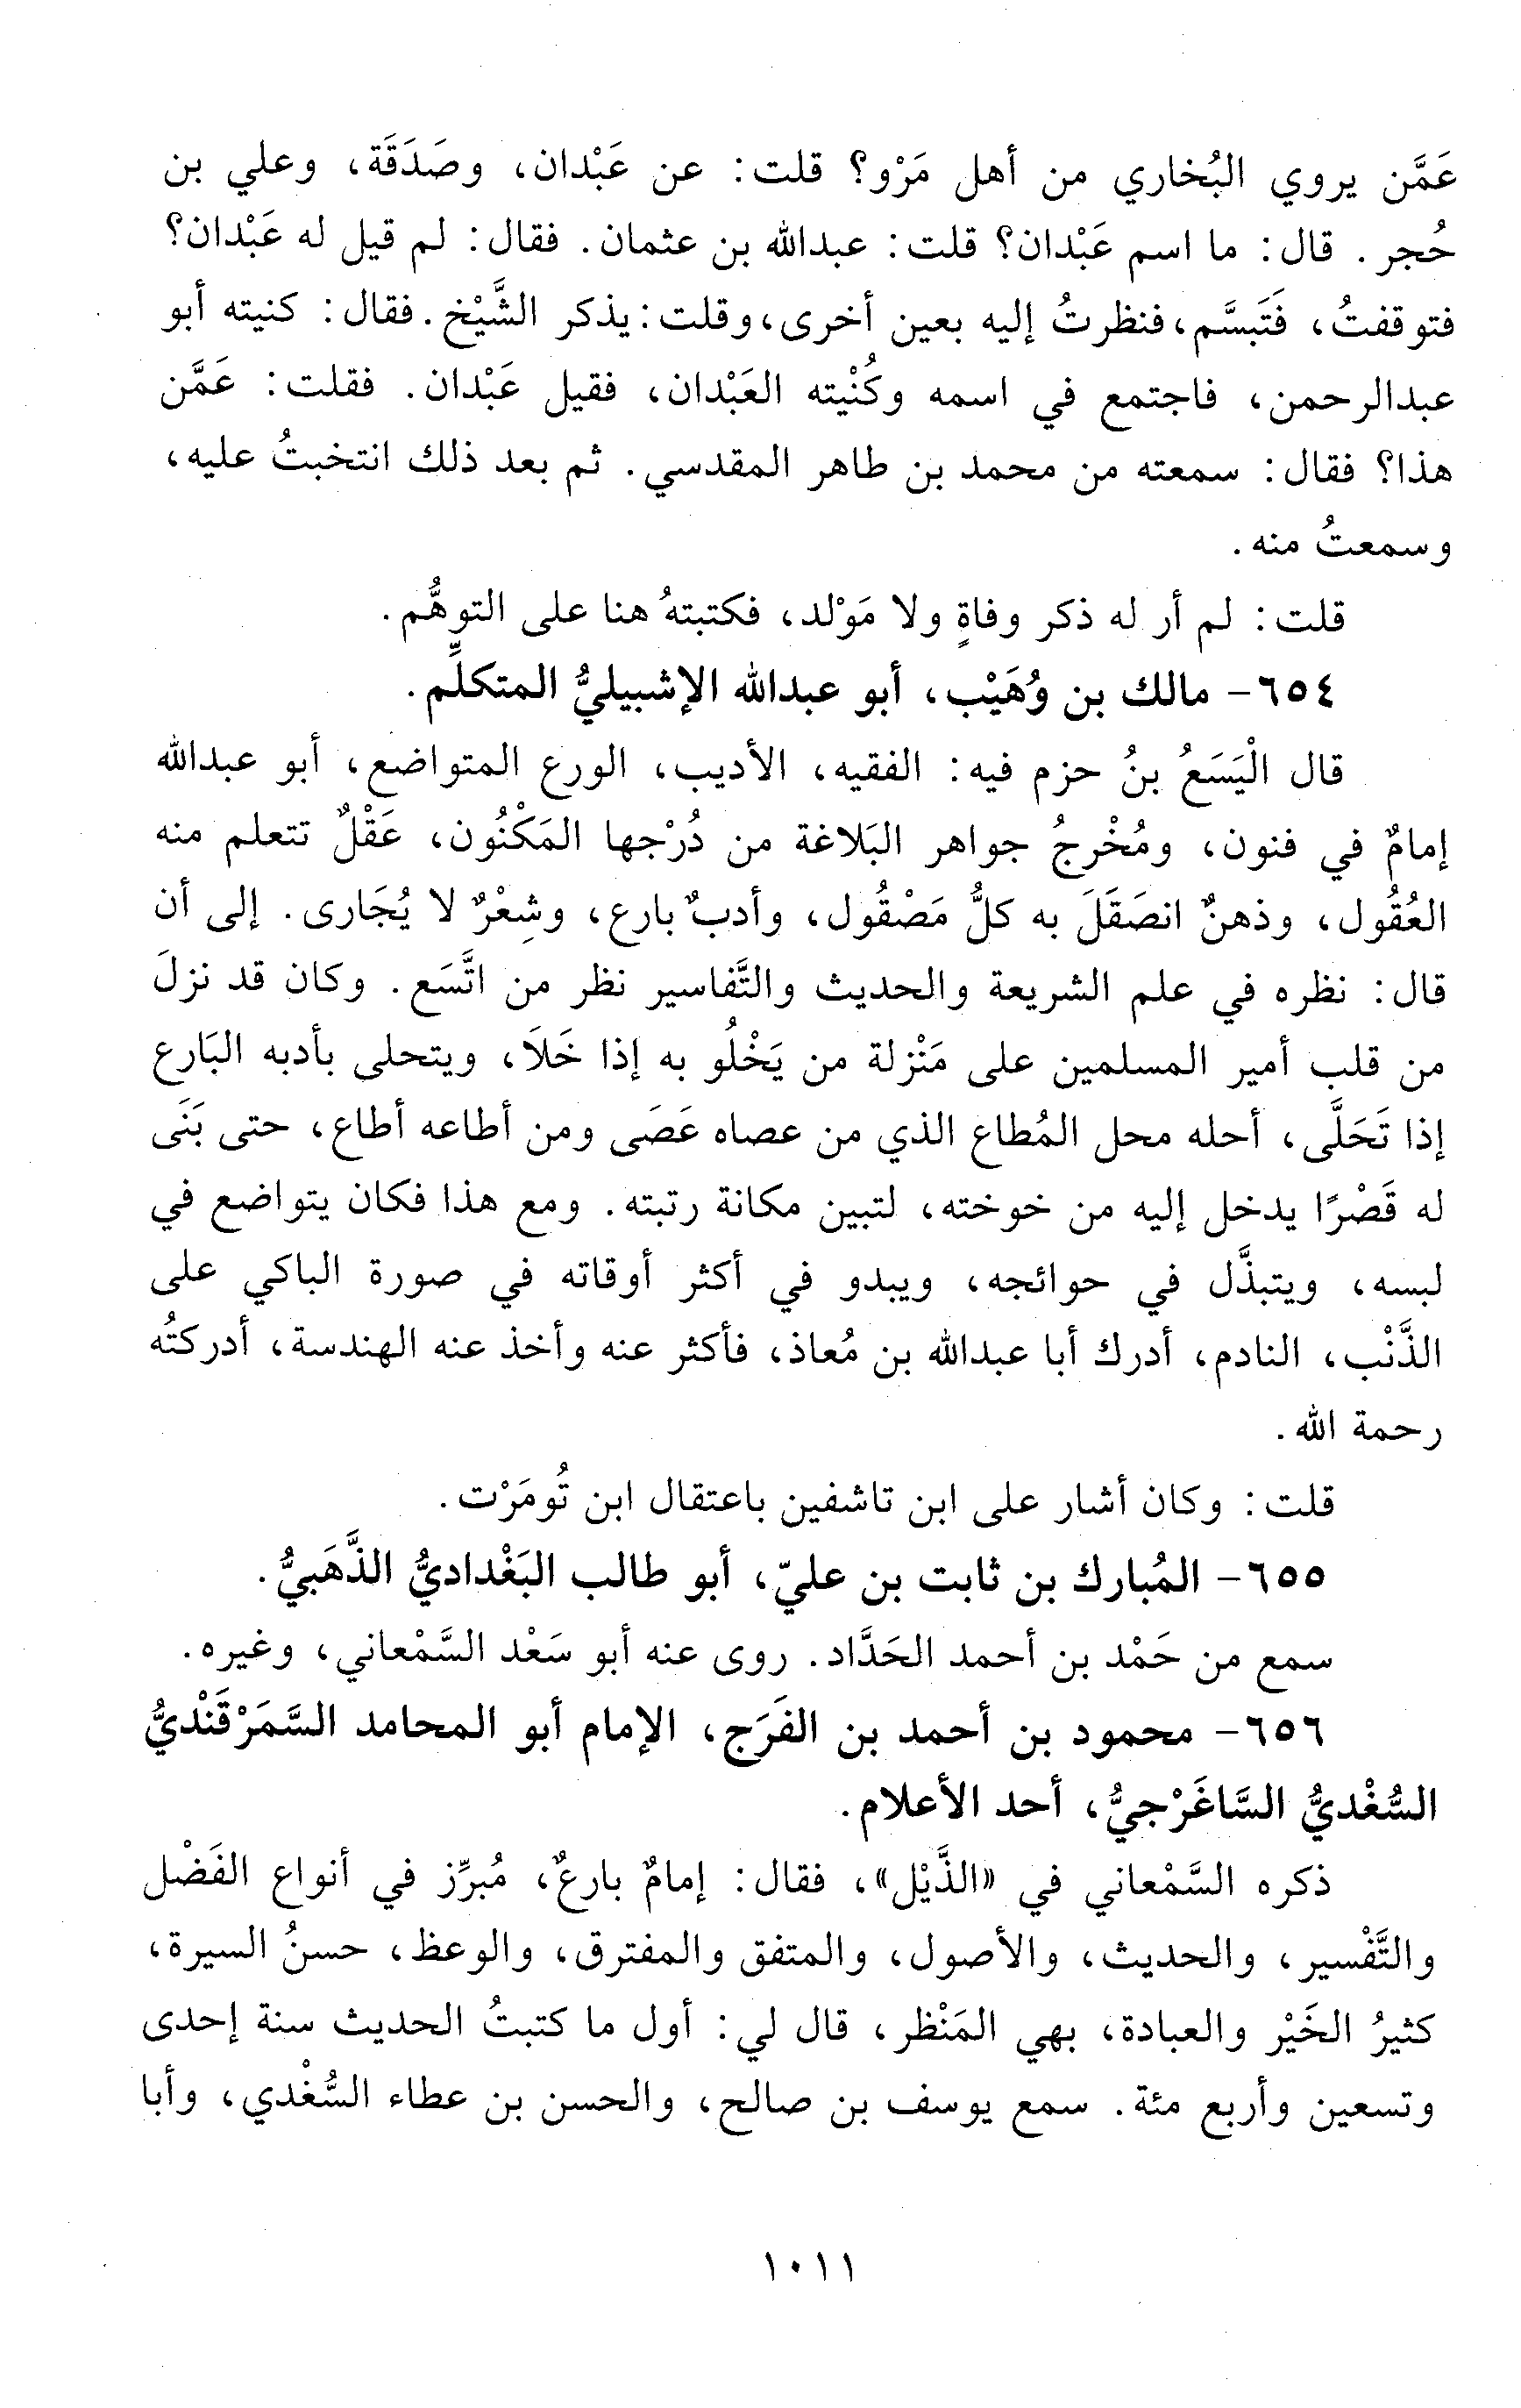 عَمَّن يروي البُخاري من أهل مَرْو؟ قلت: عن عَبْدان، وصَدَقَة، وعلي بن
حُجر. قال: ما اسم عَبْدان؟ قلت: عبدالله بن عثمان. فقال: لم قيل له عَبْدان؟
فتوقفتُ، فَتَبسَّم، فنظرتُ إليه بعين أخرى، وقلت: يذكر الشَّيْخ. فقال: كنيته أبو
عبدالرحمن، فاجتمع في اسمه وكُنْيته العَبْدان، فقيل عَبْدان. فقلت: عَمَّن
هذا؟ فقال: سمعته من محمد بن طاهر المقدسي. ثم بعد ذلك انتخبتُ عليه،
وسمعتُ منه.
قلت: لم أر له ذكر وفاةٍ ولا مَوْلد، فكتبتهُ هنا على التوهُّم.
٦٥٤- مالك بن وُهَيْب، أبو عبدالله الإشبيليُّ المتكلِّم.
قال الْيَسَعُ بنُ حزم فيه: الفقيه، الأديب، الورع المتواضع، أبو عبدالله
إمامٌ في فنون، ومُخْرجُ جواهر البَلاغة من دُرْجها المَكْنُون، عَقْلٌ تتعلم منه
العُقُول، وذهنٌ انصَقَلَ به كلُّ مَصْقُول، وأدبٌ بارع، وشِعْرٌ لا يُجَارى. إلى أن
قال: نظره في علم الشريعة والحديث والتَّفاسير نظر من اتَّسَع. وكان قد نزلَ
من قلب أمير المسلمين على مَنْزلة من يَخْلُو به إذا خَلاَ، ويتحلى بأدبه البَارع
إذا تَحَلَّى، أحله محل المُطاع الذي من عصاه عَصَى ومن أطاعه أطاع، حتى بَنَى
له قَصْرًا يدخل إليه من خوخته، لتبين مكانة رتبته. ومع هذا فكان يتواضع في
لبسه، ويتبذَّل في حوائجه، ويبدو في أكثر أوقاته في صورة الباكي على
الذَّنْب، النادم، أدرك أبا عبدالله بن مُعاذ، فأكثر عنه وأخذ عنه الهندسة، أدركتُه
رحمة الله.
قلت: وكان أشار على ابن تاشفين باعتقال ابن تُومَرْت.
٦٥٥- المُبارك بن ثابت بن عليّ، أبو طالب البَغْداديُّ الذَّهَبيُّ.
سمع من حَمْد بن أحمد الحَدَّاد. روى عنه أبو سَعْد السَّمْعاني، وغيره.
٦٥٦- محمود بن أحمد بن الفَرَج، الإمام أبو المحامد السَّمَرْقَنْديُّ
السُّغْديُّ السَّاغَرْجيُّ، أحد الأعلام.
ذكره السَّمْعاني في «الذَّيْل»، فقال: إمامٌ بارعٌ، مُبرِّز في أنواع الفَضْل
والتَّفْسير، والحديث، والأصول، والمتفق والمفترق، والوعظ، حسنُ السيرة،
كثيرُ الخَيْر والعبادة، بهي المَنْظر، قال لي: أول ما كتبتُ الحديث سنة إحدى
وتسعين وأربع مئة. سمع يوسف بن صالح، والحسن بن عطاء السُّغْدي، وأبا
١٠١١